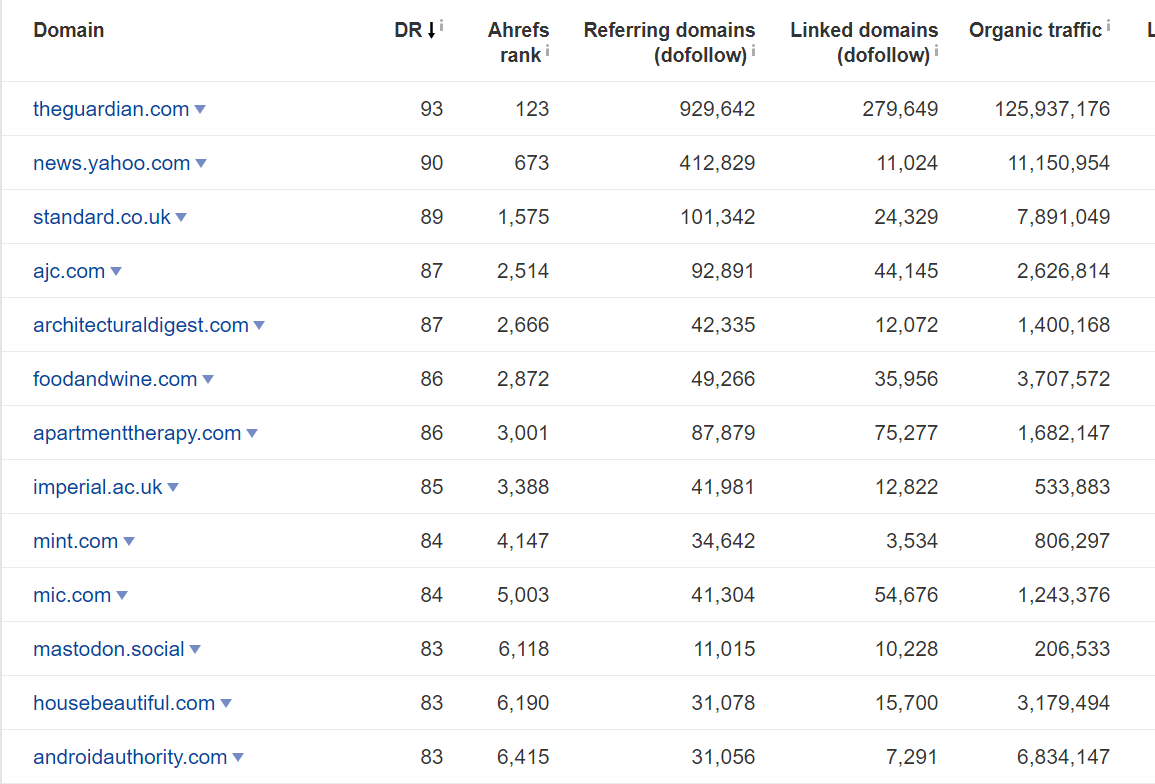 Domain DR ↓ i Ahrefs rank i Referring domains (dofollow) i Linked domains (dofollow) i Organic traffic i L
theguardian.com 93 123 929,642 279,649 125,937,176
news.yahoo.com 90 673 412,829 11,024 11,150,954
standard.co.uk 89 1,575 101,342 24,329 7,891,049
ajc.com 87 2,514 92,891 44,145 2,626,814
architecturaldigest.com 87 2,666 42,335 12,072 1,400,168
foodandwine.com 86 2,872 49,266 35,956 3,707,572
apartmenttherapy.com 86 3,001 87,879 75,277 1,682,147
imperial.ac.uk 85 3,388 41,981 12,822 533,883
mint.com 84 4,147 34,642 3,534 806,297
mic.com 84 5,003 41,304 54,676 1,243,376
mastodon.social 83 6,118 11,015 10,228 206,533
housebeautiful.com 83 6,190 31,078 15,700 3,179,494
androidauthority.com 83 6,415 31,056 7,291 6,834,147